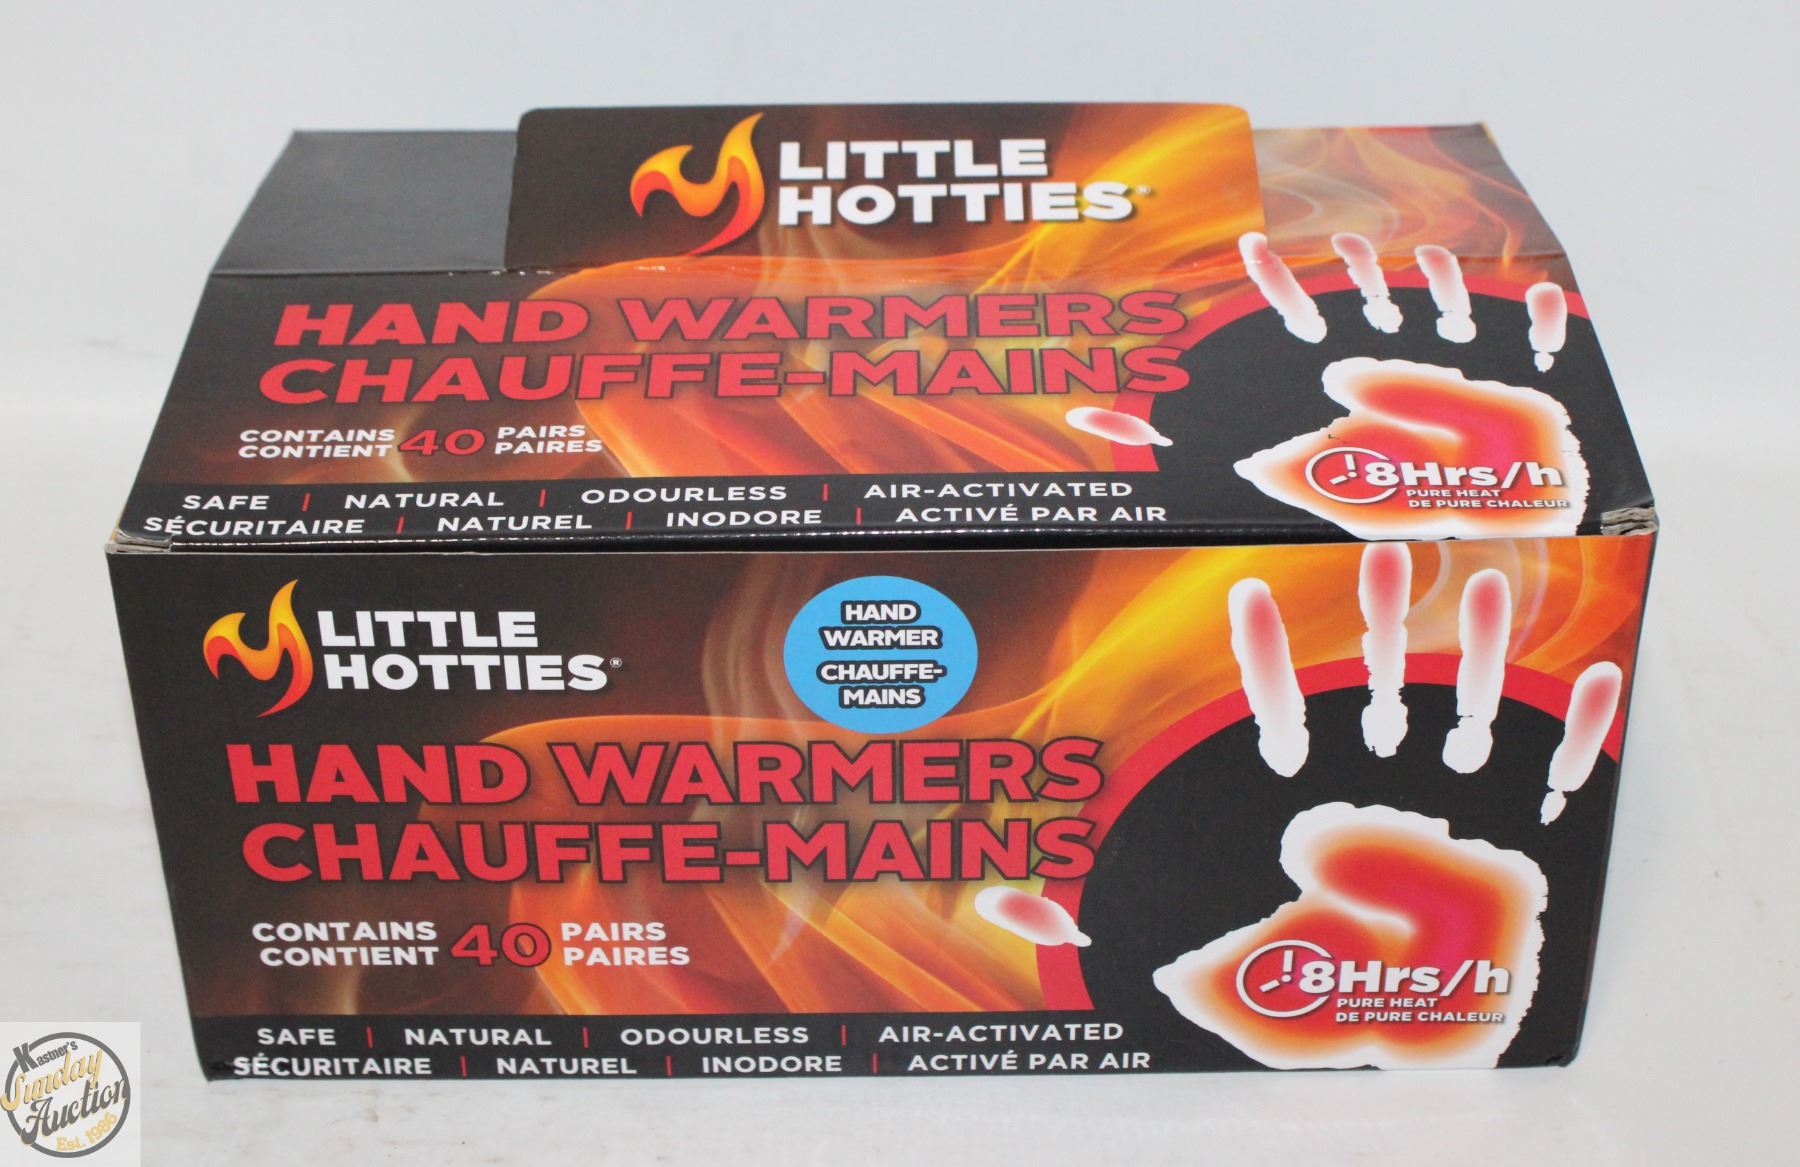 LITTLE
HOTTIES®
HAND WARMERS
CHAUFFE-MAINS
CONTAINS 40 PAIRS
CONTIENT PAIRES
8Hrs/h
PURE HEAT
DE PURE CHALEUR
SAFE | NATURAL | ODOURLESS | AIR-ACTIVATED
SÉCURITAIRE | NATUREL | INODORE | ACTIVÉ PAR AIR
LITTLE
HOTTIES®
HAND
WARMER
CHAUFFE-
MAINS
HAND WARMERS
CHAUFFE-MAINS
CONTAINS 40 PAIRS
CONTIENT PAIRES
8Hrs/h
PURE HEAT
DE PURE CHALEUR
SAFE | NATURAL | ODOURLESS | AIR-ACTIVATED
SÉCURITAIRE | NATUREL | INODORE | ACTIVÉ PAR AIR
Kastner's
Sunday
Auction
Est. 1986